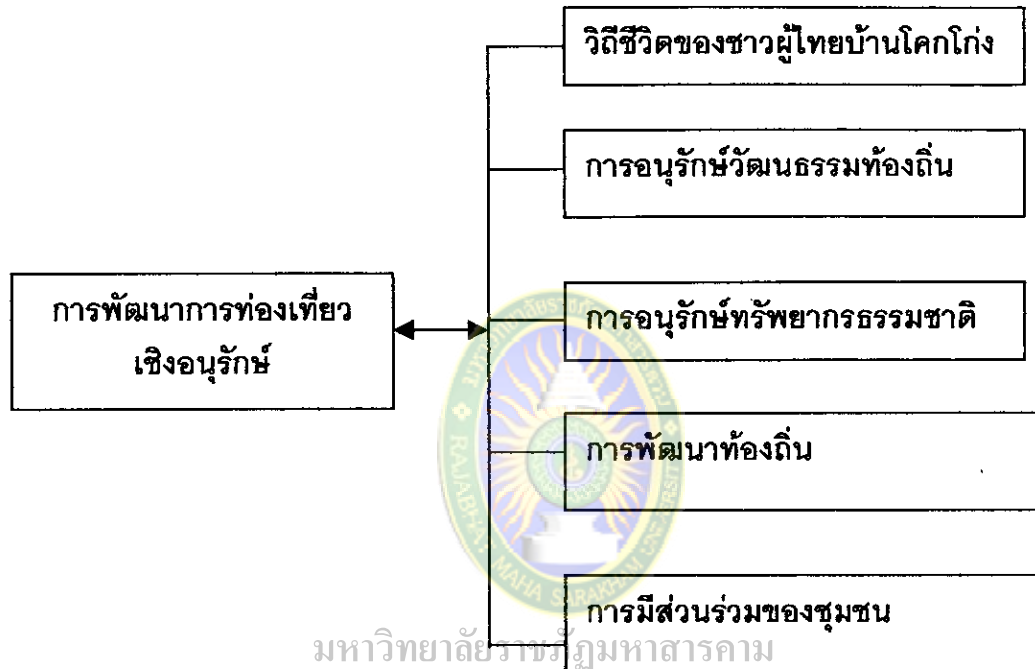 วิถีชีวิตของชาวผู้ไทยบ้านโคกโก่ง
การอนุรักษ์วัฒนธรรมท้องถิ่น
การพัฒนาการท่องเที่ยว
เชิงอนุรักษ์
การอนุรักษ์ทรัพยากรธรรมชาติ
การพัฒนาท้องถิ่น
การมีส่วนร่วมของชุมชน
RAJABHAT MAHA SARAKHAM UNIVERSITY
มหาวิทยาลัยราชภัฏมหาสารคาม